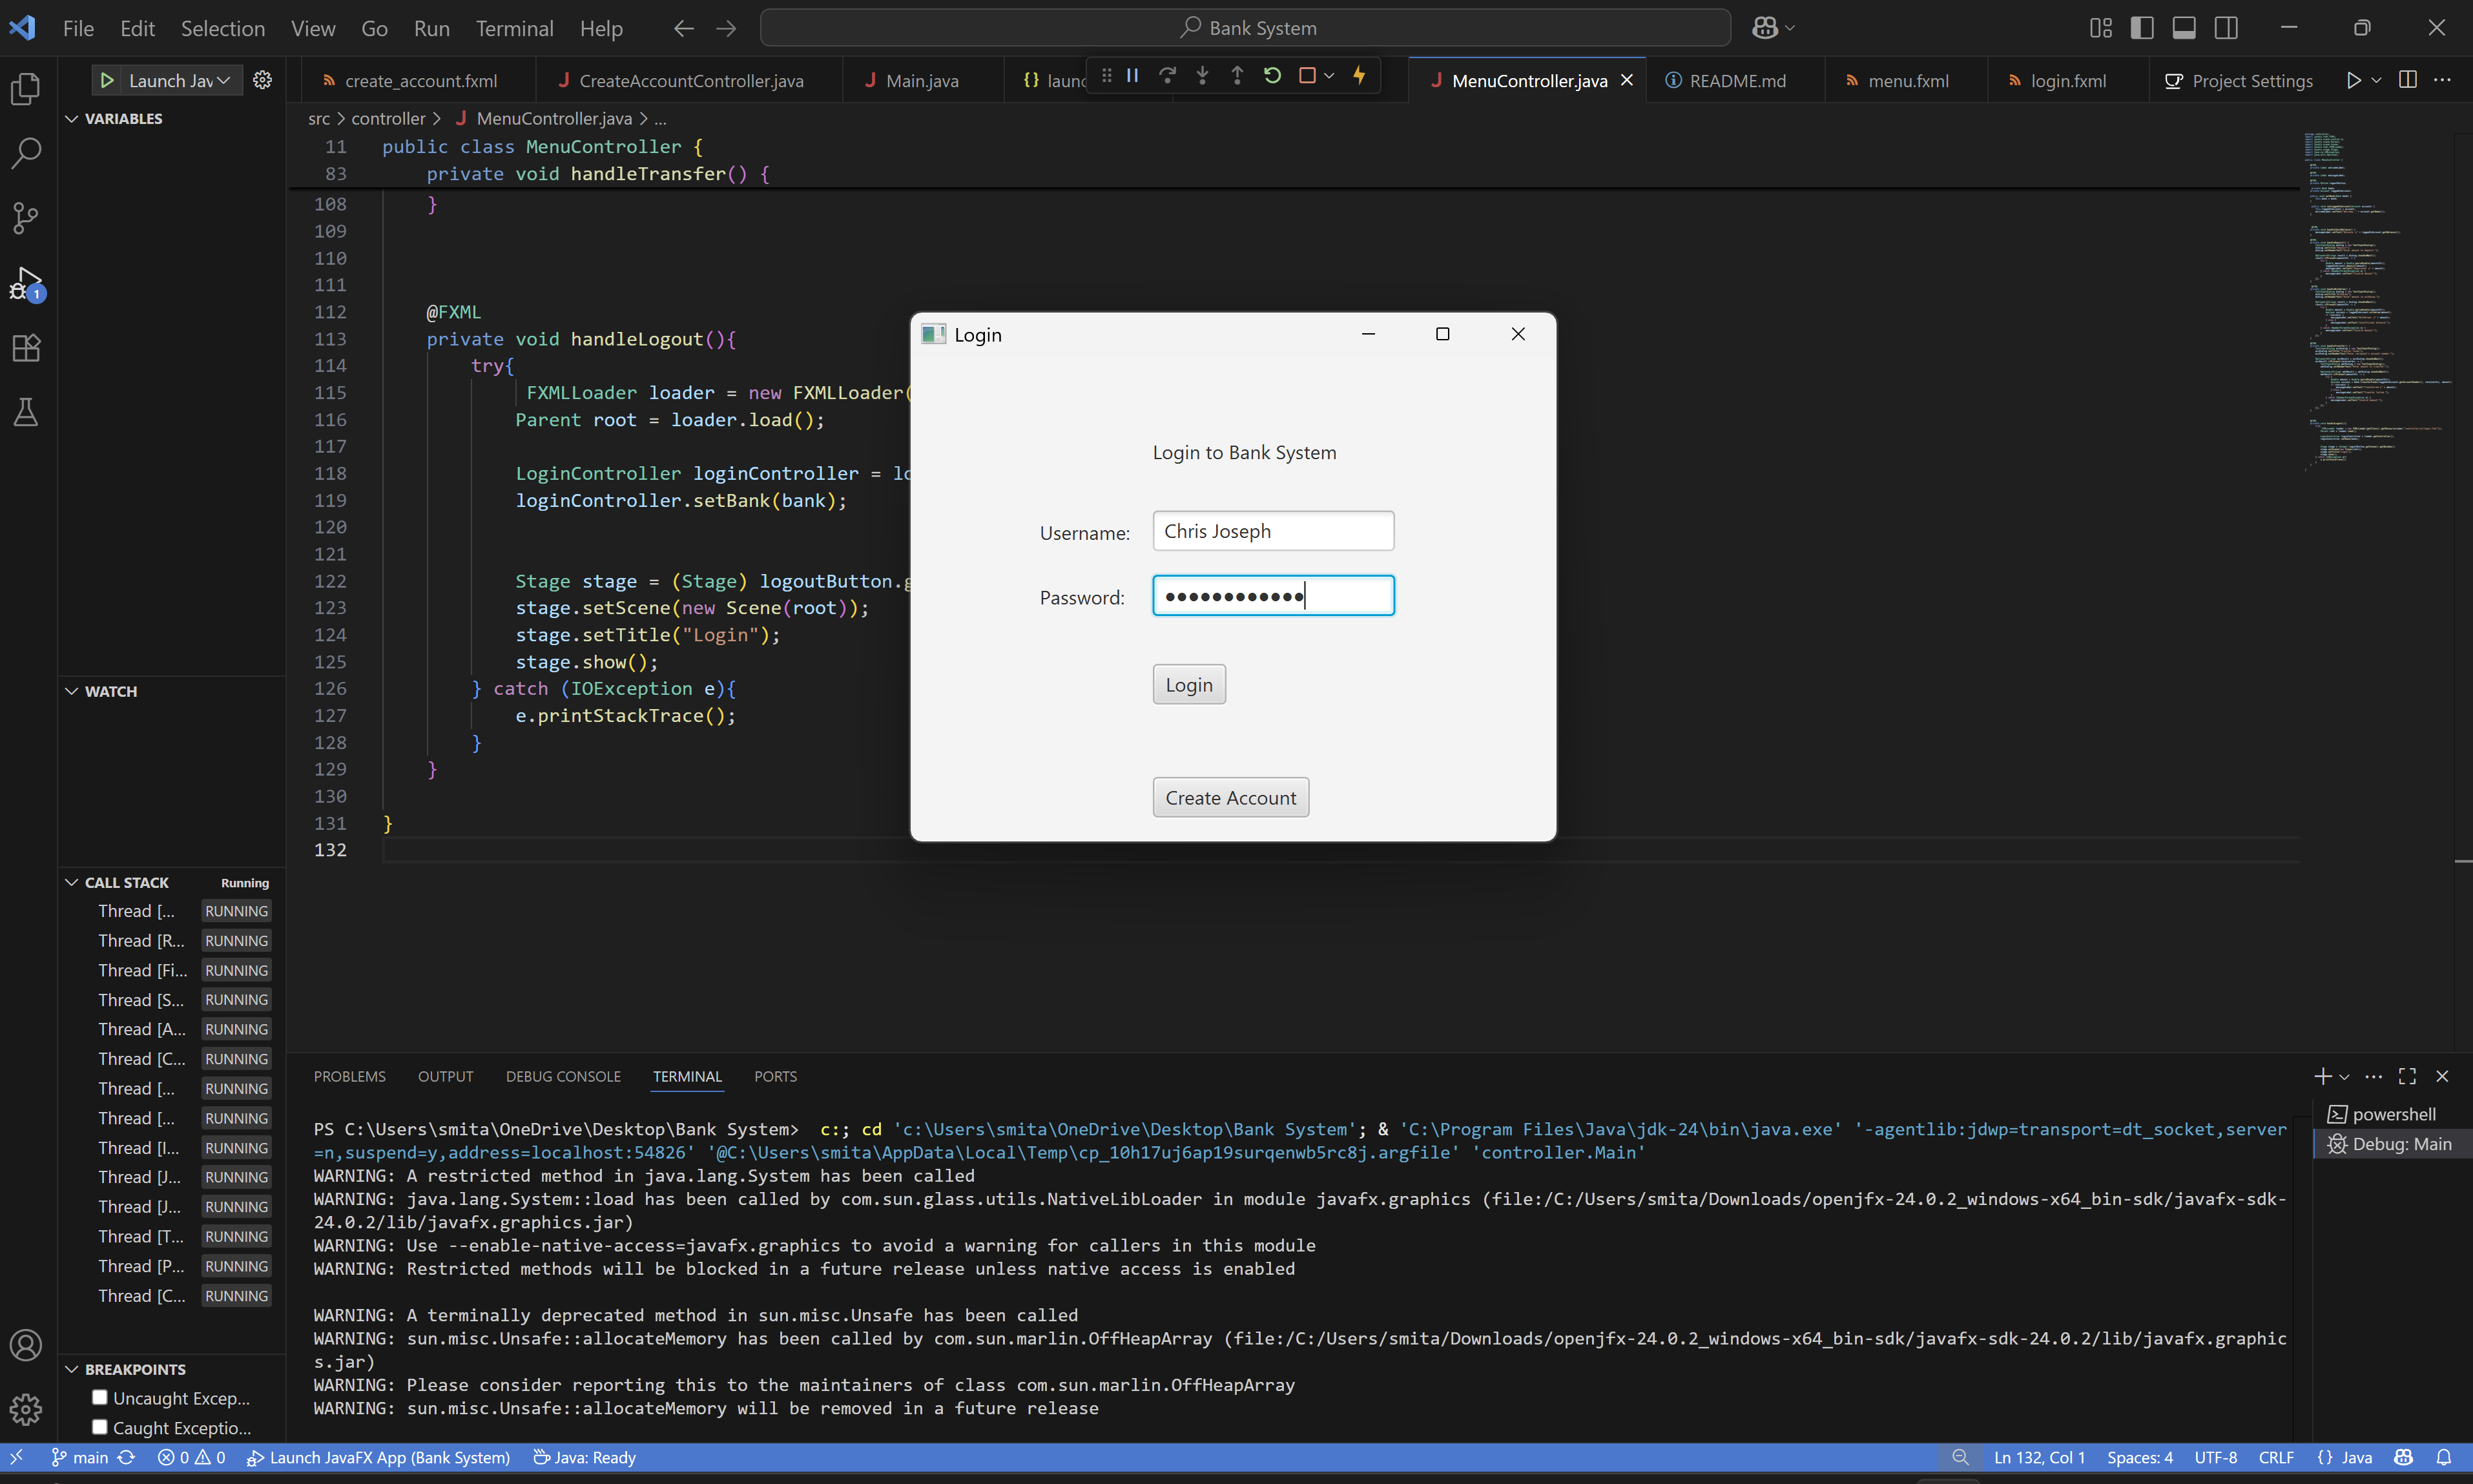 File Edit Selection View Go Run Terminal Help
Bank System
Launch Jav
create_account.fxml
CreateAccountController.java
Main.java
{} launc
MenuController.java
README.md
menu.fxml
login.fxml
Project Settings
VARIABLES
src > controller > J MenuController.java > ...
11 public class MenuController {
83 private void handleTransfer() {
108 }
109
110
111
112 @FXML
113 private void handleLogout(){
114 try{
115 FXMLLoader loader = new FXMLLoader(
116 Parent root = loader.load();
117
118 LoginController loginController = lo
119 loginController.setBank(bank);
120
121
122 Stage stage = (Stage) logoutButton.g
123 stage.setScene(new Scene(root));
124 stage.setTitle("Login");
125 stage.show();
126 } catch (IOException e){
127 e.printStackTrace();
128 }
129 }
130
131 }
132
Login
Login to Bank System
Username: Chris Joseph
Password: ••••••••••••
Login
Create Account
WATCH
CALL STACK Running
Thread [... RUNNING
Thread [R... RUNNING
Thread [Fi... RUNNING
Thread [S... RUNNING
Thread [A... RUNNING
Thread [C... RUNNING
Thread [... RUNNING
Thread [... RUNNING
Thread [I... RUNNING
Thread [J... RUNNING
Thread [J... RUNNING
Thread [T... RUNNING
Thread [P... RUNNING
Thread [C... RUNNING
BREAKPOINTS
Uncaught Excep...
Caught Exceptio...
PROBLEMS OUTPUT DEBUG CONSOLE TERMINAL PORTS
PS C:\Users\smita\OneDrive\Desktop\Bank System> c:; cd 'c:\Users\smita\OneDrive\Desktop\Bank System'; & 'C:\Program Files\Java\jdk-24\bin\java.exe' '-agentlib:jdwp=transport=dt_socket,server
=n,suspend=y,address=localhost:54826' '@C:\Users\smita\AppData\Local\Temp\cp_10h17uj6ap19surqenwb5rc8j.argfile' 'controller.Main'
WARNING: A restricted method in java.lang.System has been called
WARNING: java.lang.System::load has been called by com.sun.glass.utils.NativeLibLoader in module javafx.graphics (file:/C:/Users/smita/Downloads/openjfx-24.0.2_windows-x64_bin-sdk/javafx-sdk-
24.0.2/lib/javafx.graphics.jar)
WARNING: Use --enable-native-access=javafx.graphics to avoid a warning for callers in this module
WARNING: Restricted methods will be blocked in a future release unless native access is enabled
WARNING: A terminally deprecated method in sun.misc.Unsafe has been called
WARNING: sun.misc.Unsafe::allocateMemory has been called by com.sun.marlin.OffHeapArray (file:/C:/Users/smita/Downloads/openjfx-24.0.2_windows-x64_bin-sdk/javafx-sdk-24.0.2/lib/javafx.graphic
s.jar)
WARNING: Please consider reporting this to the maintainers of class com.sun.marlin.OffHeapArray
WARNING: sun.misc.Unsafe::allocateMemory will be removed in a future release
powershell
Debug: Main
main 0 0 Launch JavaFX App (Bank System) Java: Ready
Ln 132, Col 1 Spaces: 4 UTF-8 CRLF {} Java